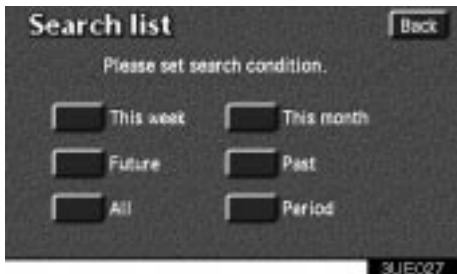 Search list Back
Please set search condition.
This week This month
Future Past
All Period
3UE027